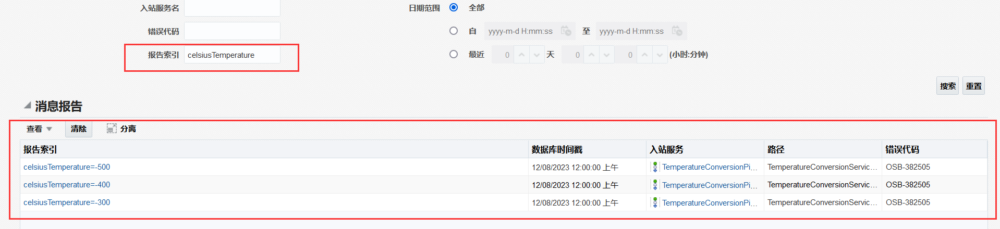 入站服务名 日期范围 全部
错误代码 自 yyyy-m-d H:mm:ss 至 yyyy-m-d H:mm:ss
报告索引 celsiusTemperature 最近 0 天 0 0 (小时:分钟)
搜索 重置
消息报告
查看 清除 分离
报告索引 数据库时间戳 入站服务 路径 错误代码
celsiusTemperature=-500 12/08/2023 12:00:00 上午 TemperatureConversionPi... TemperatureConversionServic... OSB-382505
celsiusTemperature=-400 12/08/2023 12:00:00 上午 TemperatureConversionPi... TemperatureConversionServic... OSB-382505
celsiusTemperature=-300 12/08/2023 12:00:00 上午 TemperatureConversionPi... TemperatureConversionServic... OSB-382505